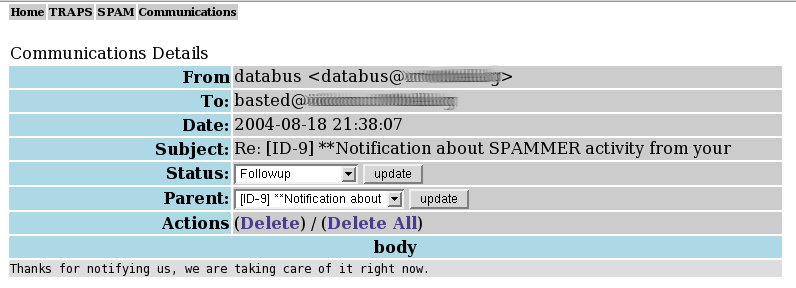 Home TRAPS SPAM Communications
Communications Details
From databus <databus@ >
To: basted@
Date: 2004-08-18 21:38:07
Subject: Re: [ID-9] **Notification about SPAMMER activity from your
Status: Followup update
Parent: [ID-9] **Notification about update
Actions (Delete) / (Delete All)
body
Thanks for notifying us, we are taking care of it right now.